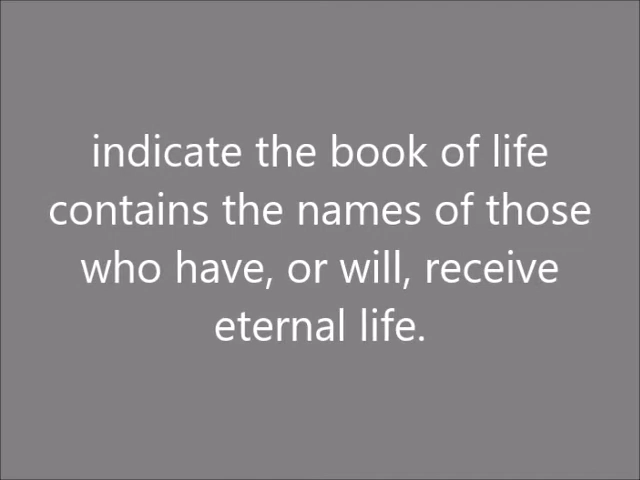 indicate the book of life
contains the names of those
who have, or will, receive
eternal life.